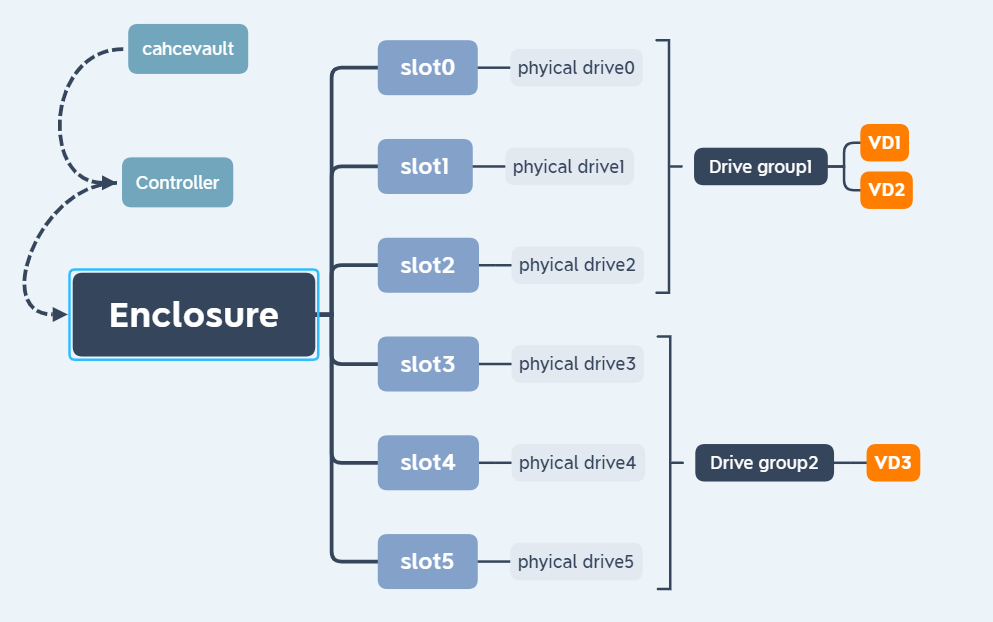 cahcevault
Controller
Enclosure
slot0
phyical drive0
slot1
phyical drive1
slot2
phyical drive2
slot3
phyical drive3
slot4
phyical drive4
slot5
phyical drive5
Drive group1
VD1
VD2
Drive group2
VD3